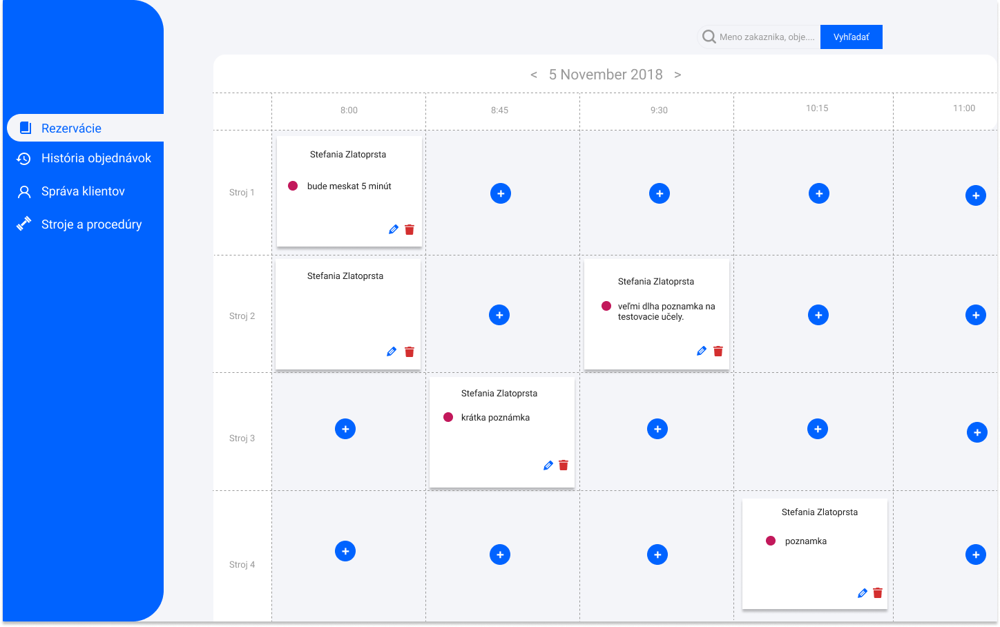 Meno zakaznika, obje....
Vyhľadať
< 5 November 2018 >
8:00
8:45
9:30
10:15
11:00
Rezervácie
História objednávok
Správa klientov
Stroje a procedúry
Stroj 1
Stefania Zlatoprsta
bude meskat 5 minút
Stroj 2
Stefania Zlatoprsta
Stefania Zlatoprsta
veľmi dlha poznamka na
testovacie učely.
Stroj 3
Stefania Zlatoprsta
krátka poznámka
Stroj 4
Stefania Zlatoprsta
poznamka